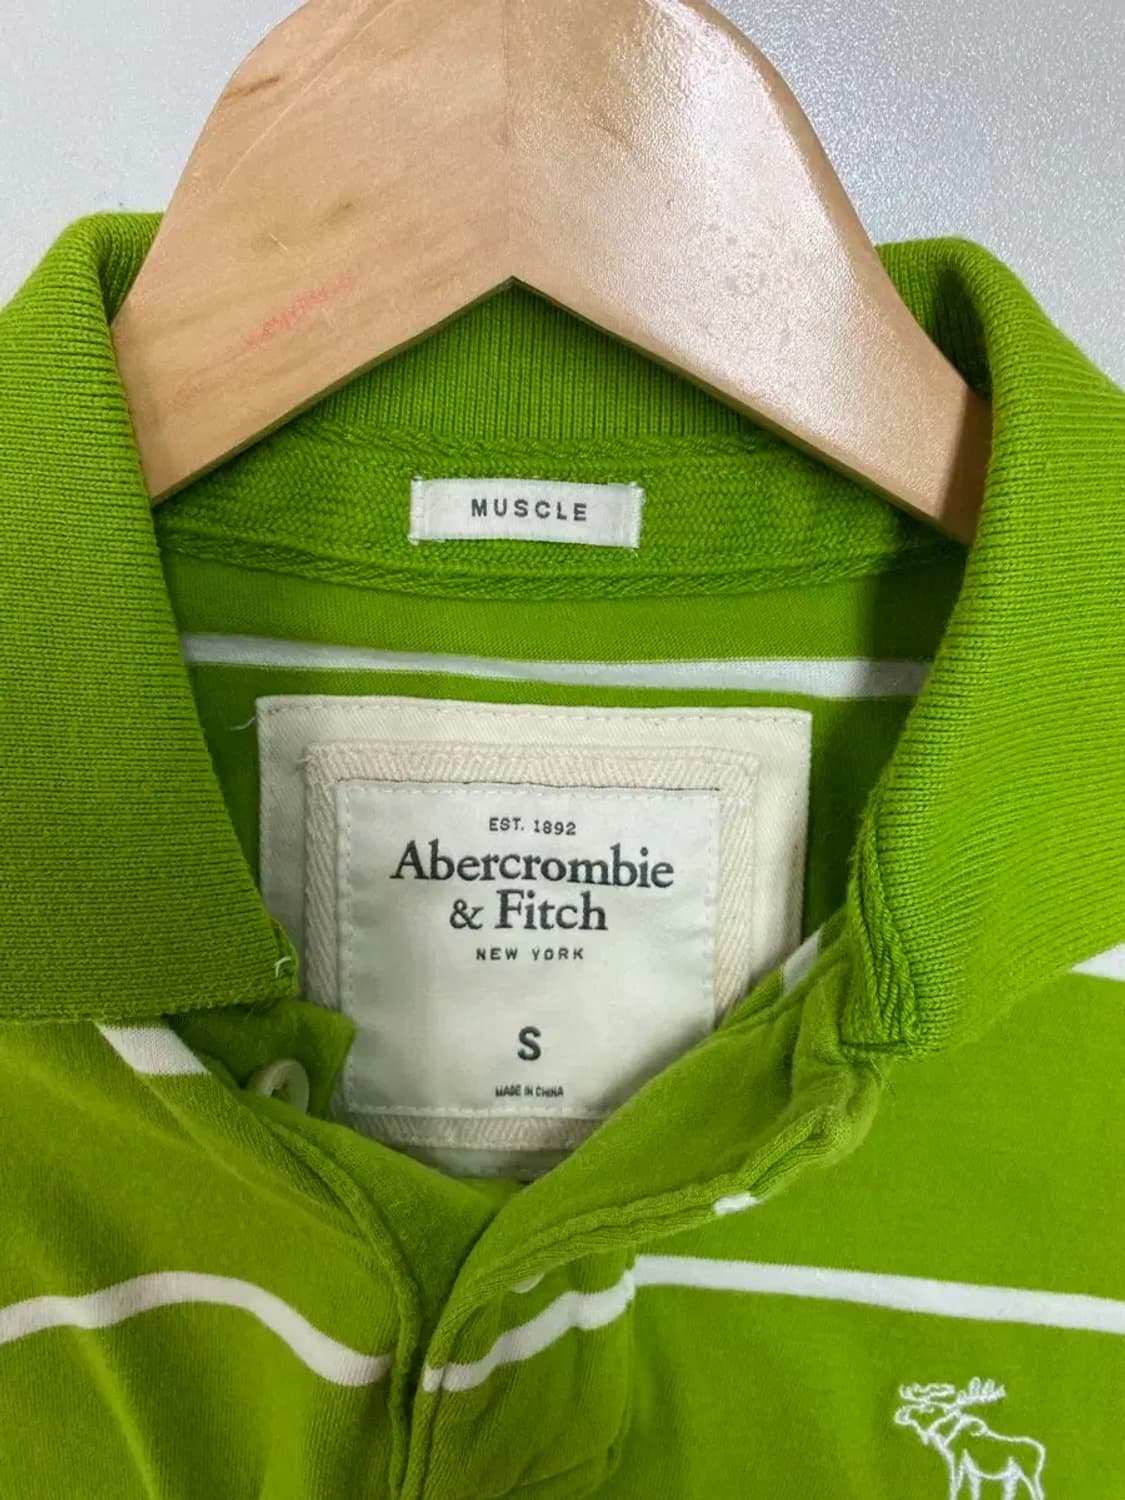 MUSCLE
EST. 1892
Abercrombie
& Fitch
NEW YORK
S
MADE IN CHINA